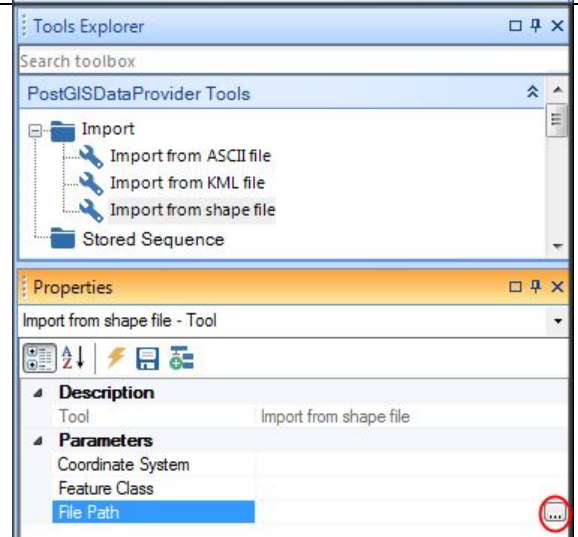 Tools Explorer
Search toolbox
PostGISDataProvider Tools
Import
Import from ASCII file
Import from KML file
Import from shape file
Stored Sequence
Properties
Import from shape file - Tool
Description
Tool Import from shape file
Parameters
Coordinate System
Feature Class
File Path ...